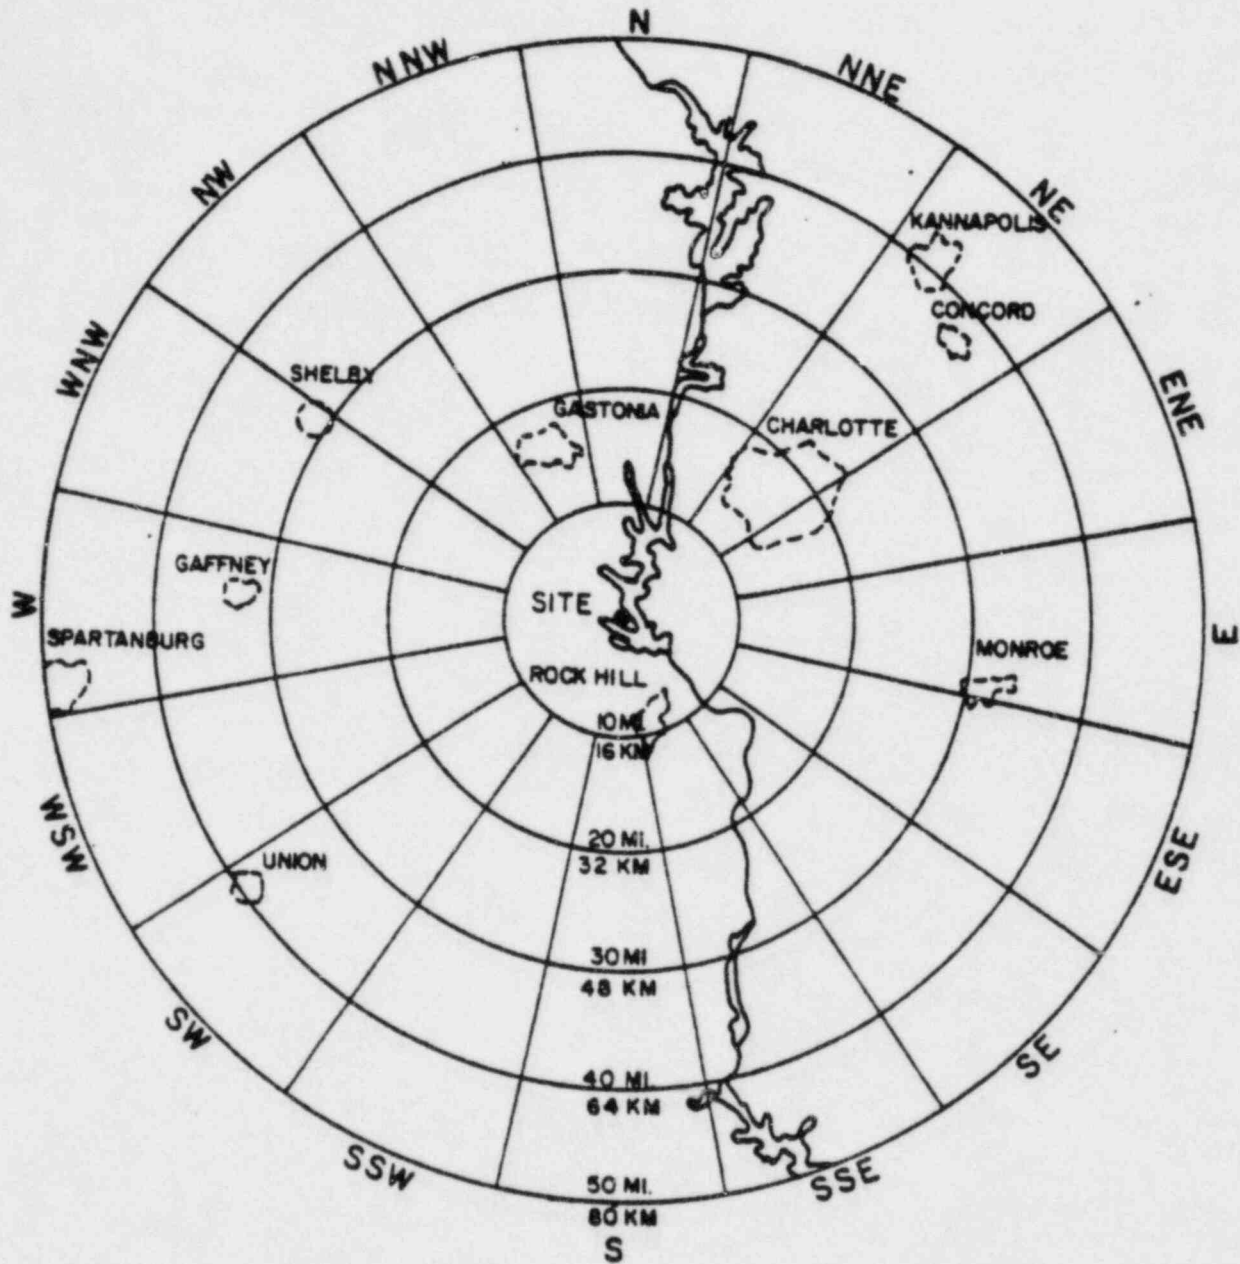 N
NNW
NNE
NW
NE
KANNAPOLIS
CONCORD
WNW
SHELBY
ENE
GASTONIA
CHARLOTTE
GAFFNEY
W
SITE
E
SPARTANBURG
MONROE
ROCK HILL
10 MI.
16 KM
WSW
20 MI.
32 KM
UNION
ESE
30 MI
48 KM
SW
SE
40 MI.
64 KM
SSW
SSE
50 MI.
80 KM
S